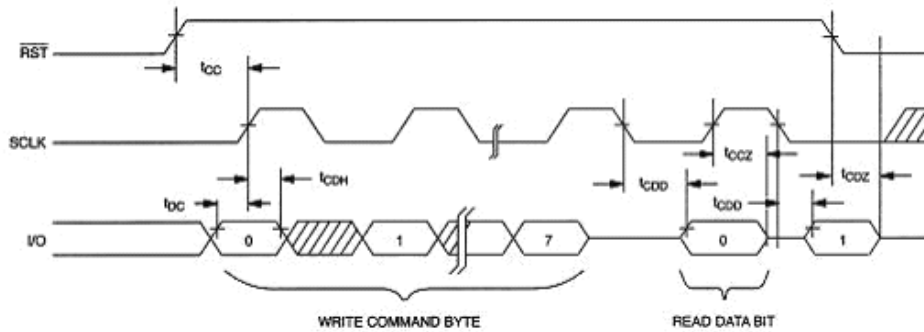 RST
tCC
SCLK
tCCZ
tCDH
tCDD
tCDZ
tDC
tCDD
I/O
0
1
7
0
1
WRITE COMMAND BYTE
READ DATA BIT